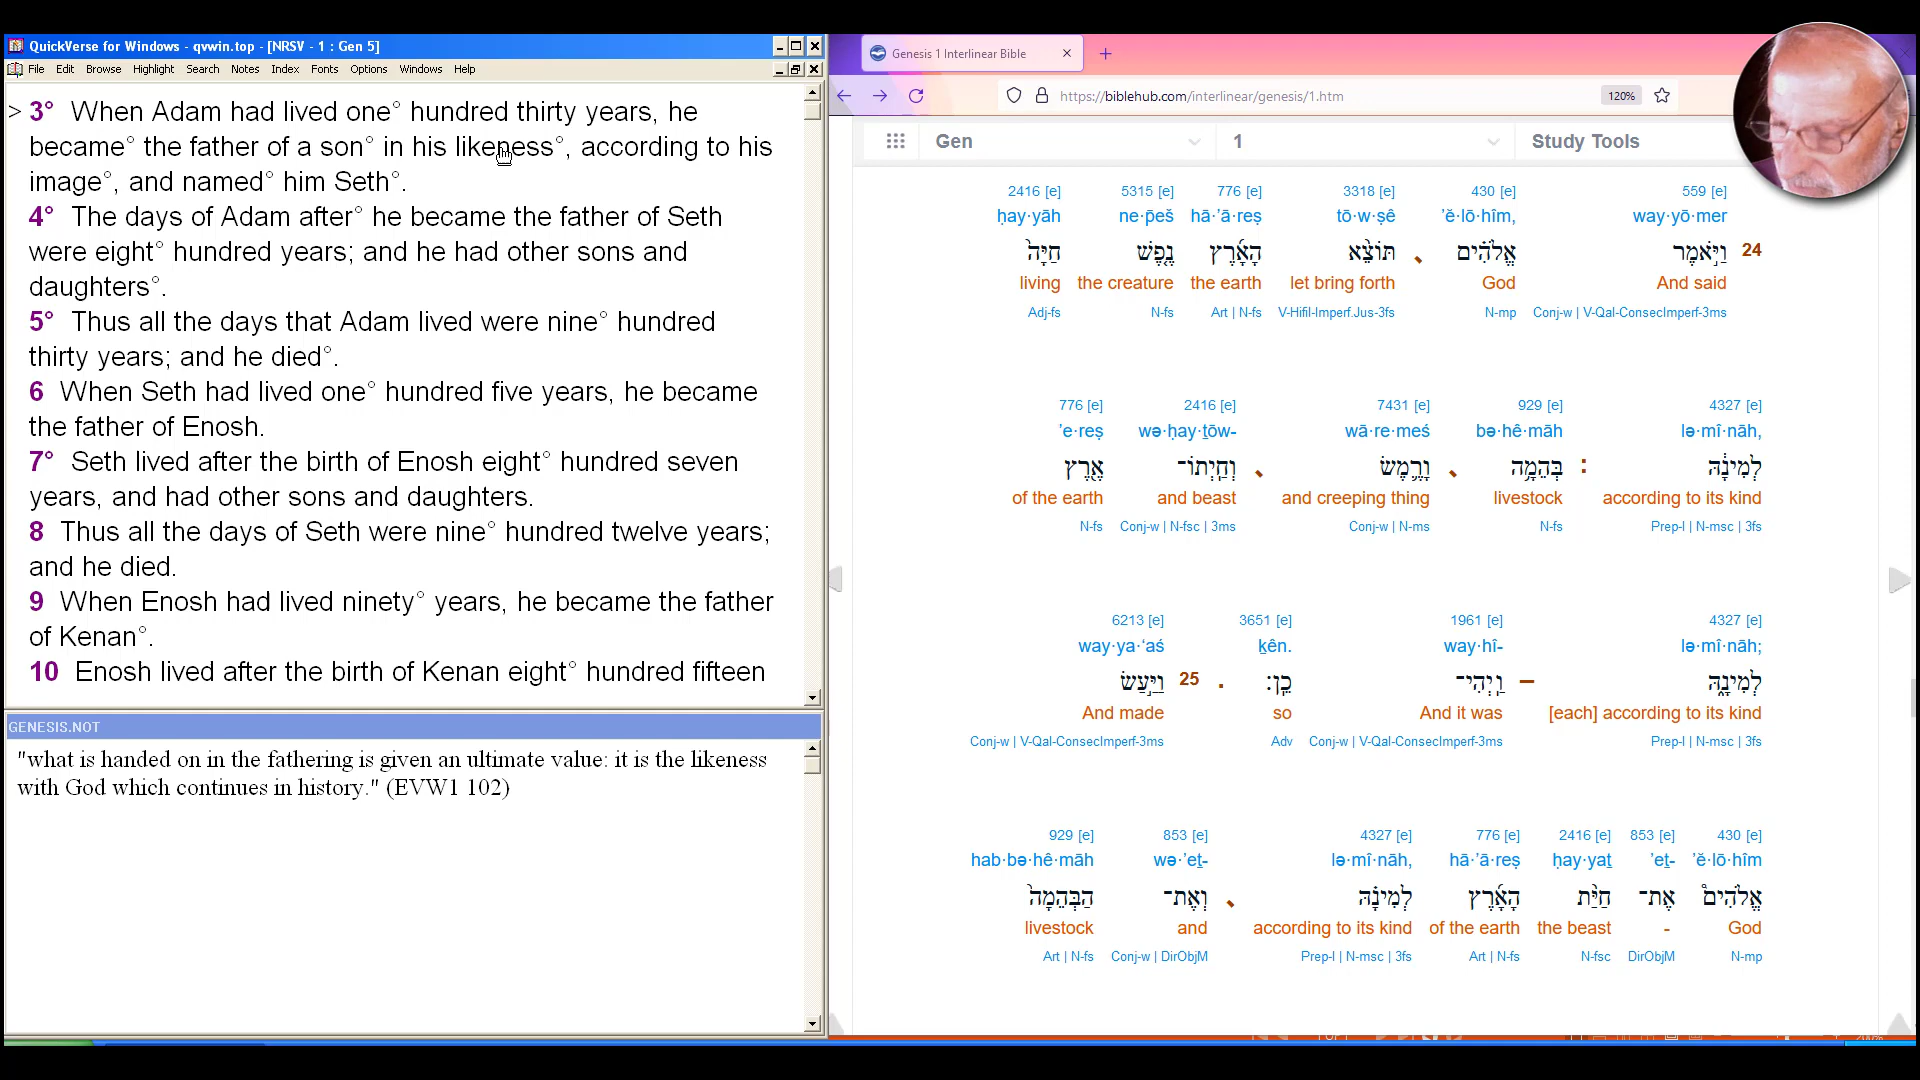 QuickVerse for Windows - qvwin.top - [NRSV - 1 : Gen 5]
File Edit Browse Highlight Search Notes Index Fonts Options Windows Help
> 3° When Adam had lived one° hundred thirty years, he
became° the father of a son° in his likeness°, according to his
image°, and named° him Seth°.
4° The days of Adam after° he became the father of Seth
were eight° hundred years; and he had other sons and
daughters°.
5° Thus all the days that Adam lived were nine° hundred
thirty years; and he died°.
6 When Seth had lived one° hundred five years, he became
the father of Enosh.
7° Seth lived after the birth of Enosh eight° hundred seven
years, and had other sons and daughters.
8 Thus all the days of Seth were nine° hundred twelve years;
and he died.
9 When Enosh had lived ninety° years, he became the father
of Kenan°.
10 Enosh lived after the birth of Kenan eight° hundred fifteen
GENESIS.NOT
"what is handed on in the fathering is given an ultimate value: it is the likeness
with God which continues in history." (EVW1 102)
Genesis 1 Interlinear Bible
https://biblehub.com/interlinear/genesis/1.htm 120%
Gen 1 Study Tools
2416 [e] 5315 [e] 776 [e] 3318 [e] 430 [e] 559 [e]
ḥay·yāh ne·p̄eš hā·’ā·reṣ tō·w·ṣê ’ĕ·lō·hîm, way·yō·mer
24 וַיֹּ֣אמֶר אֱלֹהִ֗ים ، תּוֹצֵ֨א הָאָ֜רֶץ נֶ֤פֶשׁ חַיָּה֙
living the creature the earth let bring forth God And said
Adj-fs N-fs Art | N-fs V-Hifil-Imperf.Jus-3fs N-mp Conj-w | V-Qal-ConsecImperf-3ms
776 [e] 2416 [e] 7431 [e] 929 [e] 4327 [e]
’e·reṣ wə·ḥay·ṯōw- wā·re·meś bə·hê·māh lə·mî·nāh,
לְמִינָ֔הּ : בְּהֵמָ֥ה ، וָרֶ֛מֶשׂ ، וְחַֽיְתוֹ־ אֶ֖רֶץ
of the earth and beast and creeping thing livestock according to its kind
N-fs Conj-w | N-fsc | 3ms Conj-w | N-ms N-fs Prep-l | N-msc | 3fs
6213 [e] 3651 [e] 1961 [e] 4327 [e]
way·ya·‘aś ḵên. way·hî- lə·mî·nāh;
לְמִינָ֑הּ – וַֽיְהִי־ כֵֽן׃ . 25 וַיַּ֣עַשׂ
And made so And it was [each] according to its kind
Conj-w | V-Qal-ConsecImperf-3ms Adv Conj-w | V-Qal-ConsecImperf-3ms Prep-l | N-msc | 3fs
929 [e] 853 [e] 4327 [e] 776 [e] 2416 [e] 853 [e] 430 [e]
hab·bə·hê·māh wə·’eṯ- lə·mî·nāh, hā·’ā·reṣ ḥay·yaṯ ’eṯ- ’ĕ·lō·hîm
אֱלֹהִים֩ אֶת־ חַיַּ֨ת הָאָ֜רֶץ לְמִינָ֗הּ ، וְאֶת־ הַבְּהֵמָה֙
livestock and according to its kind of the earth the beast - God
Art | N-fs Conj-w | DirObjM Prep-l | N-msc | 3fs Art | N-fs N-fsc DirObjM N-mp